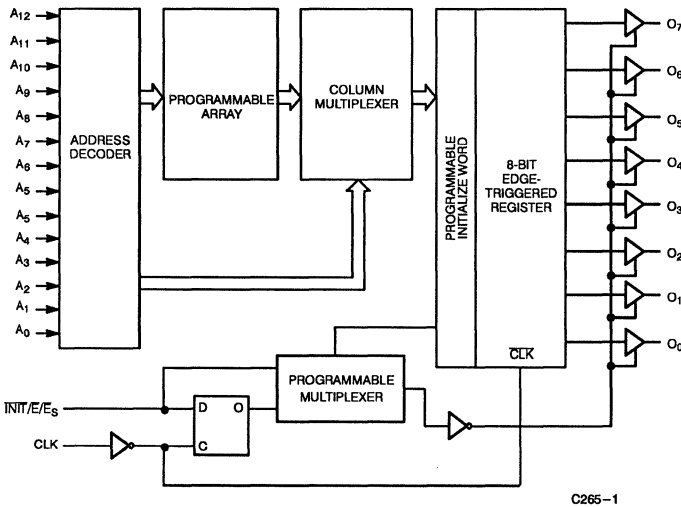 A12
A11
A10
A9
A8
A7
A6
A5
A5
A4
A3
A2
A1
A0
ADDRESS
DECODER
PROGRAMMABLE
ARRAY
COLUMN
MULTIPLEXER
PROGRAMMABLE
INITIALIZE WORD
8-BIT
EDGE-
TRIGGERED
REGISTER
CLK
O7
O6
O5
O4
O3
O2
O1
O0
INIT/E/ES
CLK
D O
C
PROGRAMMABLE
MULTIPLEXER
C265-1